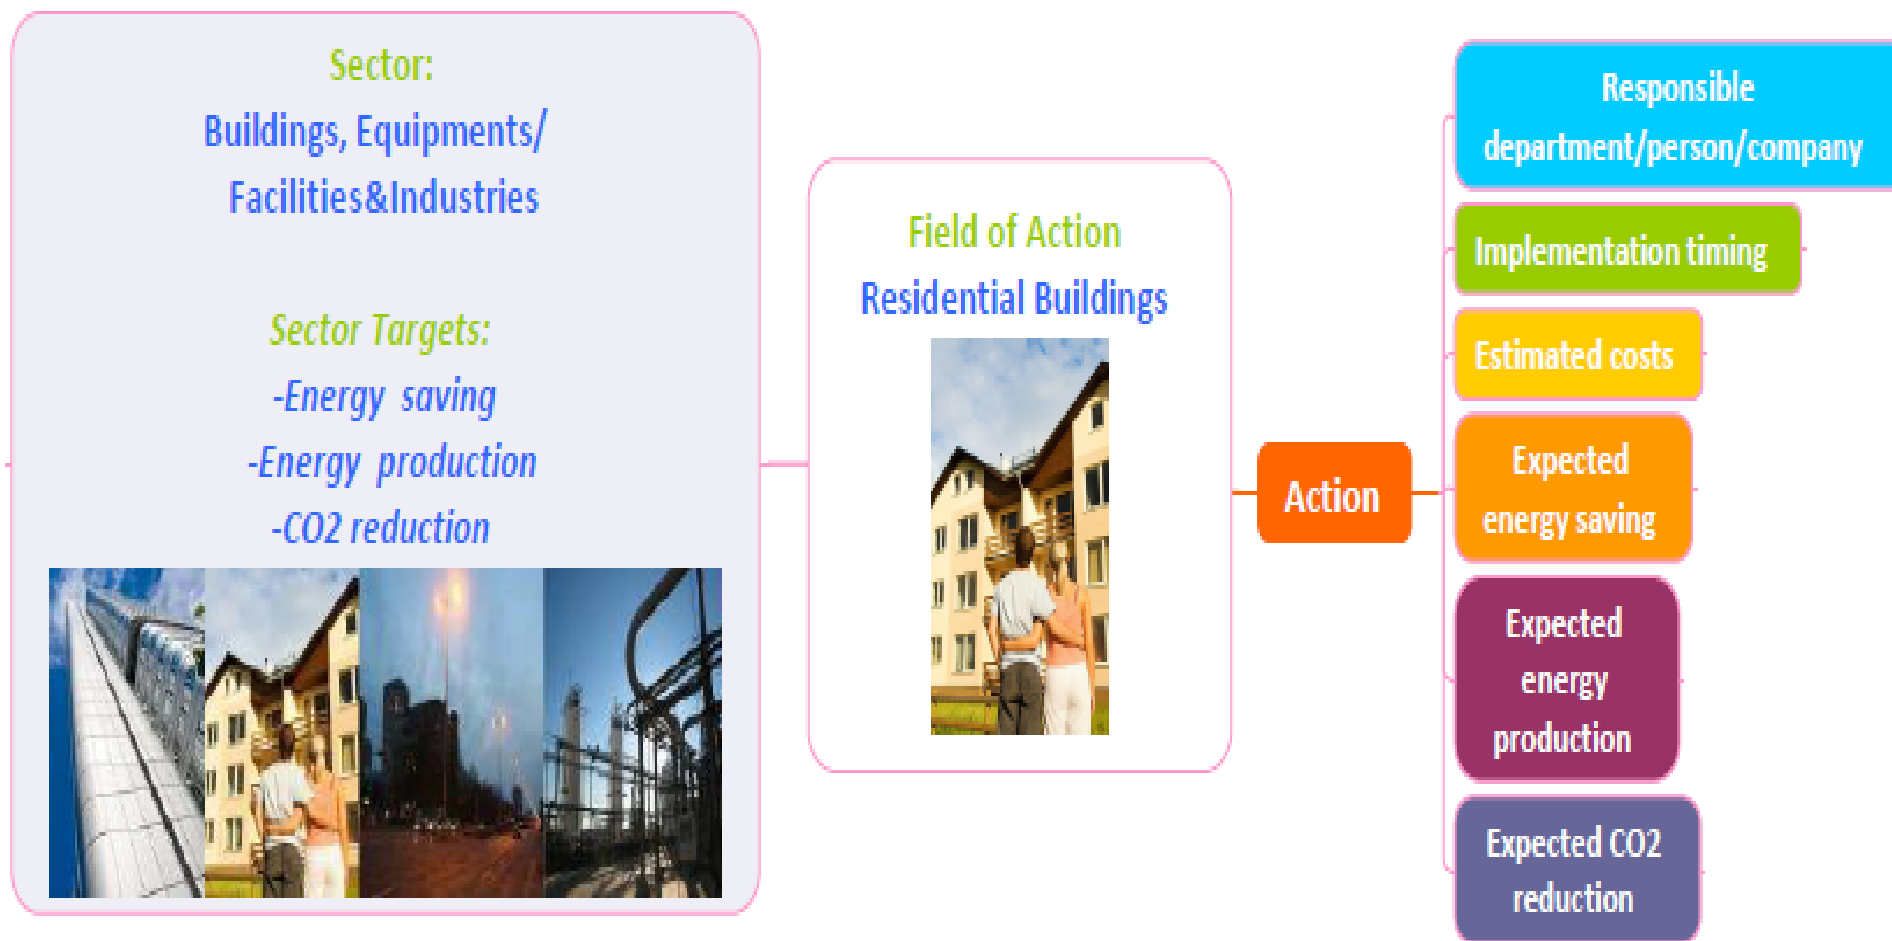 Sector:
Buildings, Equipments/
Facilities&Industries
Sector Targets:
-Energy saving
-Energy production
-CO2 reduction
Field of Action
Residential Buildings
Action
Responsible
department/person/company
Implementation timing
Estimated costs
Expected
energy saving
Expected
energy
production
Expected CO2
reduction